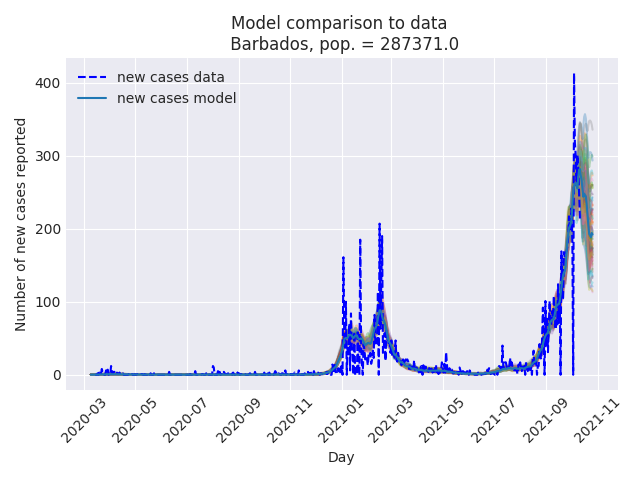 Model comparison to data
Barbados, pop. = 287371.0
new cases data
new cases model
Number of new cases reported
400
300
200
100
0
2020-03
2020-05
2020-07
2020-09
2020-11
2021-01
2021-03
2021-05
2021-07
2021-09
2021-11
Day